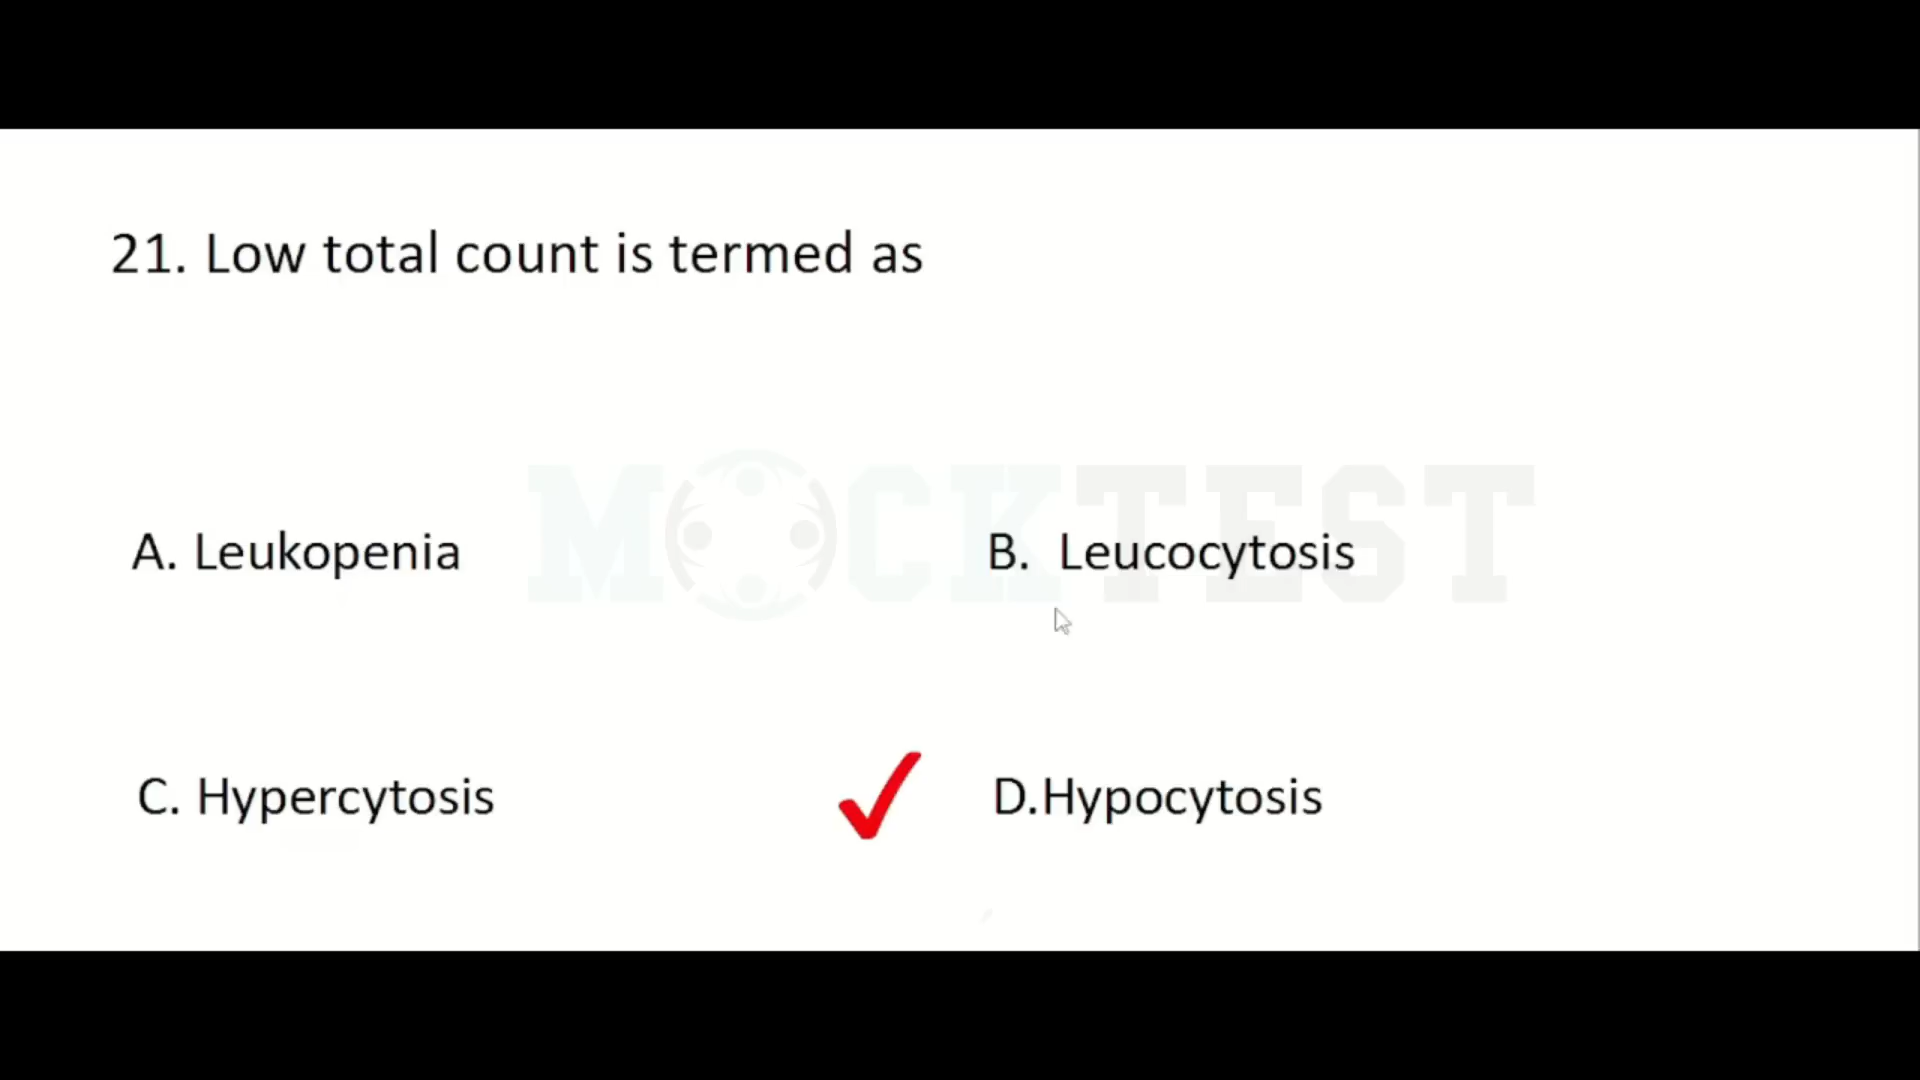 21. Low total count is termed as
MOCKTEST
A. Leukopenia
B. Leucocytosis
C. Hypercytosis
D.Hypocytosis